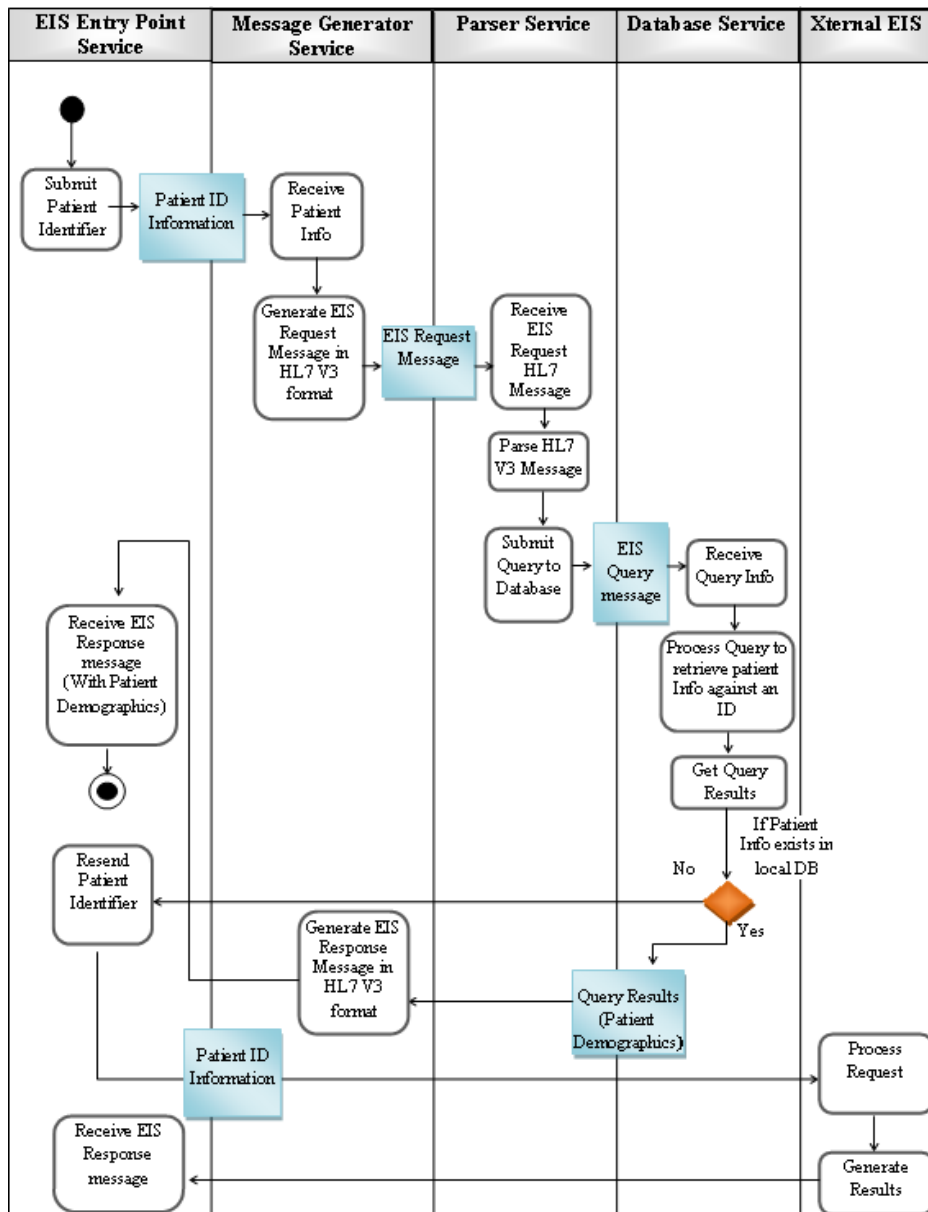 EIS Entry Point
Service
Message Generator
Service
Parser Service
Database Service
Xternal EIS
Submit
Patient
Identifier
Patient ID
Information
Receive
Patient
Info
Generate EIS
Request
Message in
HL7 V3
format
EIS Request
Message
Receive
EIS
Request
HL7
Message
Parse HL7
V3 Message
Submit
Query to
Database
EIS
Query
message
Receive
Query Info
Process Query to
retrieve patient
Info against an
ID
Get Query
Results
If Patient
Info exists in
local DB
No
Yes
Receive EIS
Response
message
(With Patient
Demographics)
Resend
Patient
Identifier
Generate EIS
Response
Message in
HL7 V3
format
Query Results
(Patient
Demographics)
Patient ID
Information
Process
Request
Receive EIS
Response
message
Generate
Results